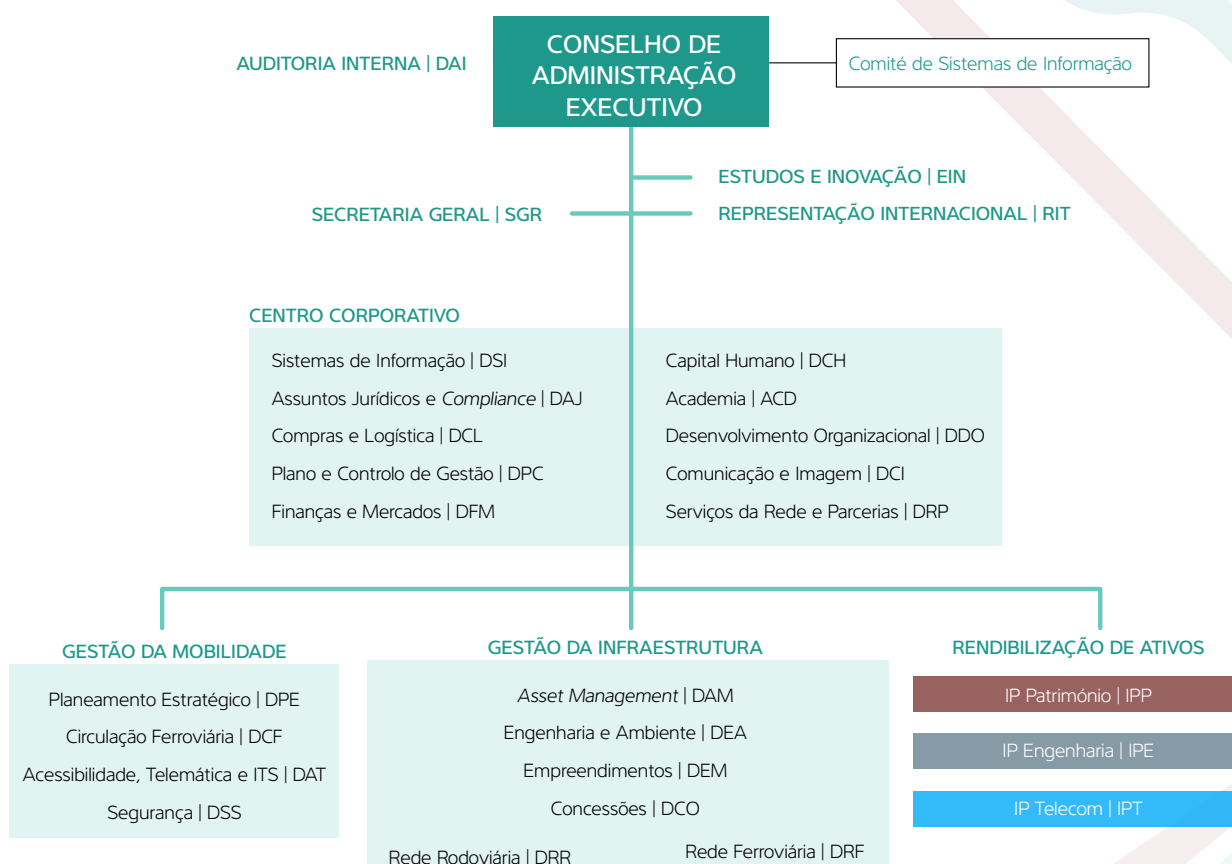 CONSELHO DE
ADMINISTRAÇÃO
EXECUTIVO
AUDITORIA INTERNA | DAI
Comité de Sistemas de Informação
ESTUDOS E INOVAÇÃO | EIN
SECRETARIA GERAL | SGR
REPRESENTAÇÃO INTERNACIONAL | RIT
CENTRO CORPORATIVO
Sistemas de Informação | DSI
Assuntos Jurídicos e Compliance | DAJ
Compras e Logística | DCL
Plano e Controlo de Gestão | DPC
Finanças e Mercados | DFM
Capital Humano | DCH
Academia | ACD
Desenvolvimento Organizacional | DDO
Comunicação e Imagem | DCI
Serviços da Rede e Parcerias | DRP
GESTÃO DA MOBILIDADE
Planeamento Estratégico | DPE
Circulação Ferroviária | DCF
Acessibilidade, Telemática e ITS | DAT
Segurança | DSS
GESTÃO DA INFRAESTRUTURA
Asset Management | DAM
Engenharia e Ambiente | DEA
Empreendimentos | DEM
Concessões | DCO
Rede Rodoviária | DRR
Rede Ferroviária | DRF
RENDIBILIZAÇÃO DE ATIVOS
IP Património | IPP
IP Engenharia | IPE
IP Telecom | IPT